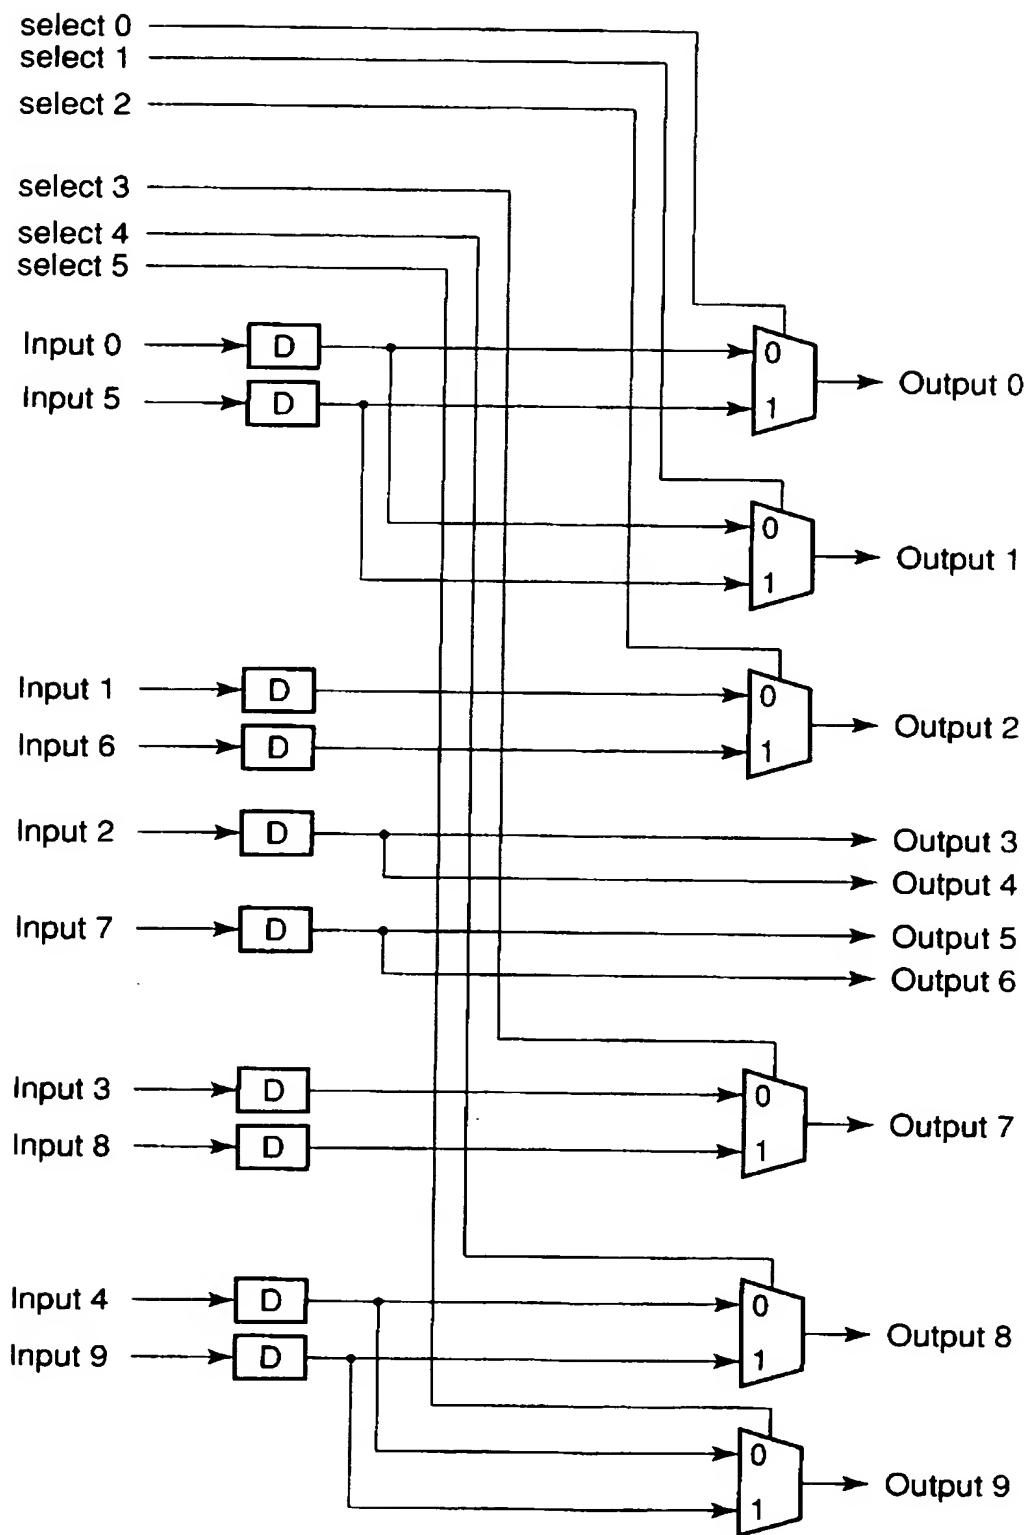 select 0
select 1
select 2
select 3
select 4
select 5
Input 0
D
0
Output 0
Input 5
D
1
0
Output 1
1
Input 1
D
0
Output 2
Input 6
D
1
Input 2
D
Output 3
Output 4
Input 7
D
Output 5
Output 6
Input 3
D
0
Output 7
Input 8
D
1
Input 4
D
0
Output 8
Input 9
D
1
0
Output 9
1